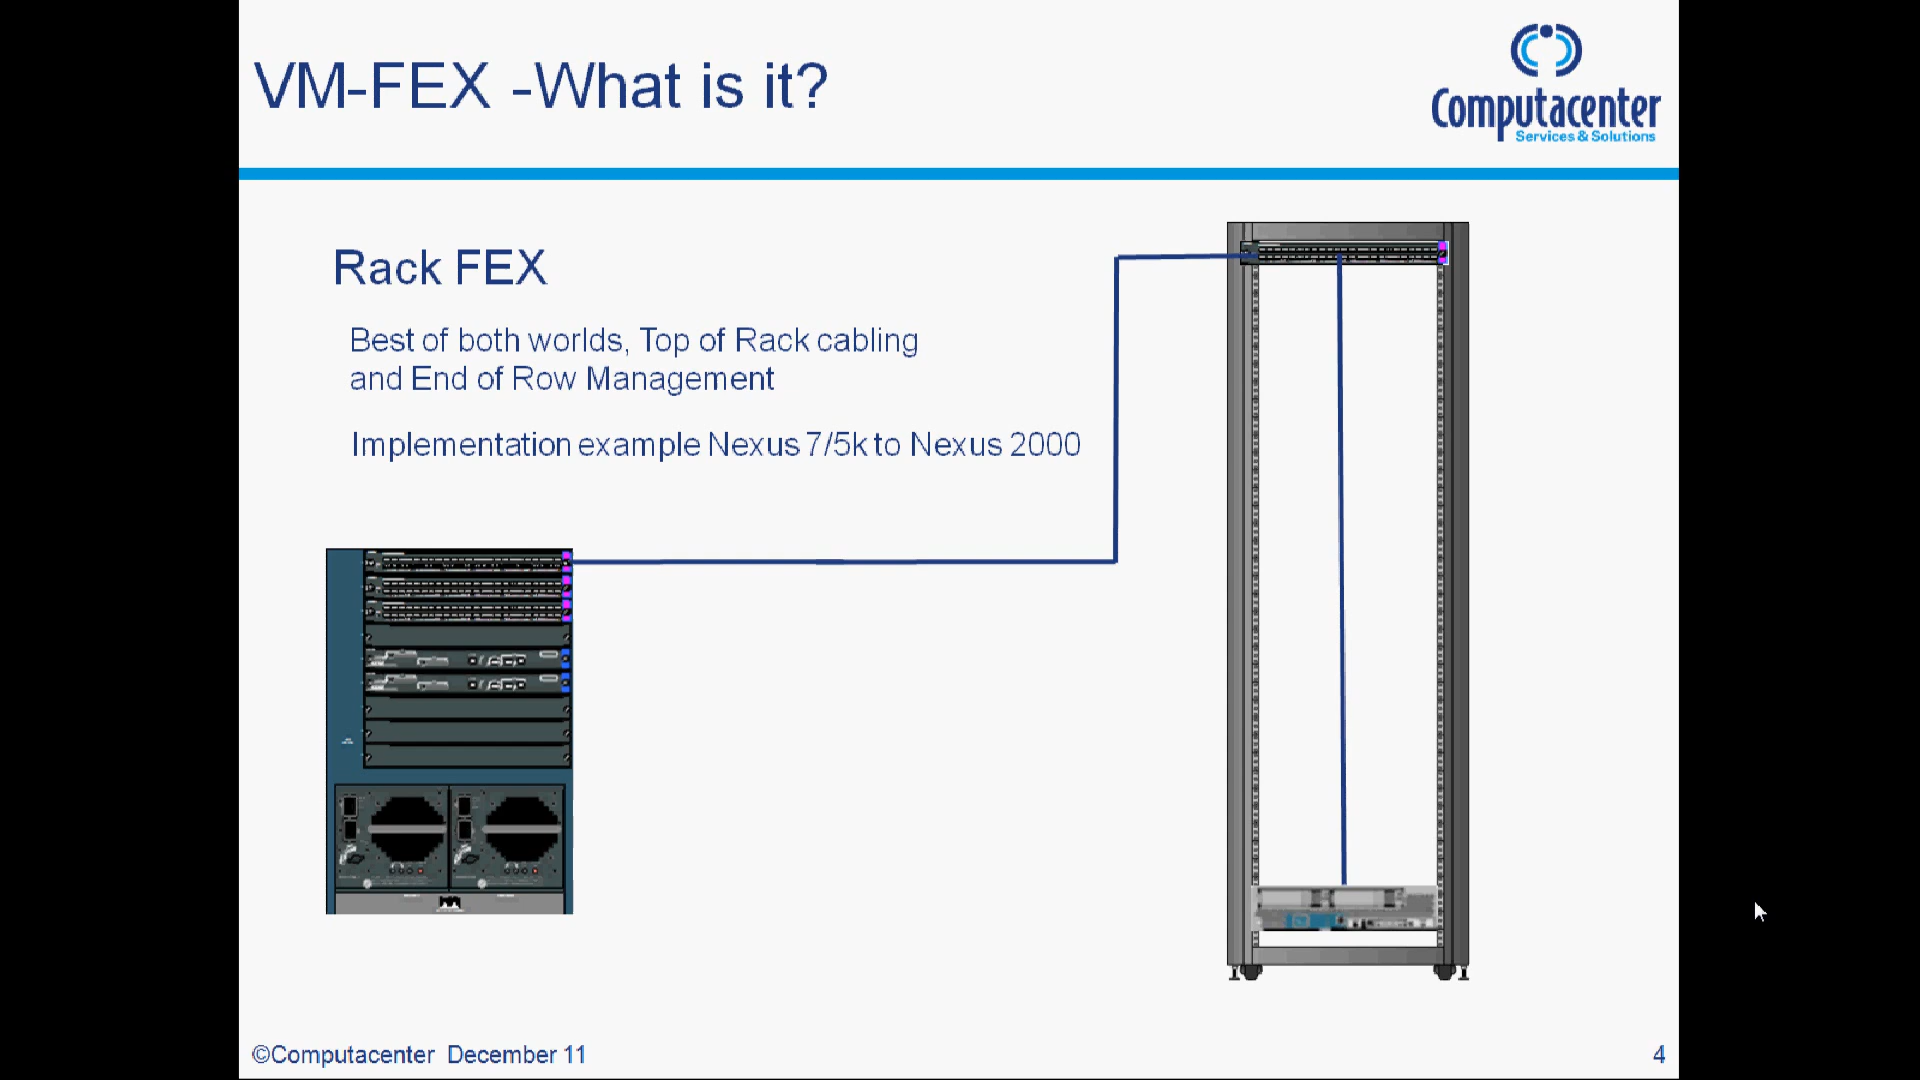 VM-FEX -What is it?
Computacenter
Services & Solutions
Rack FEX
Best of both worlds, Top of Rack cabling
and End of Row Management
Implementation example Nexus 7/5k to Nexus 2000
©Computacenter December 11
4